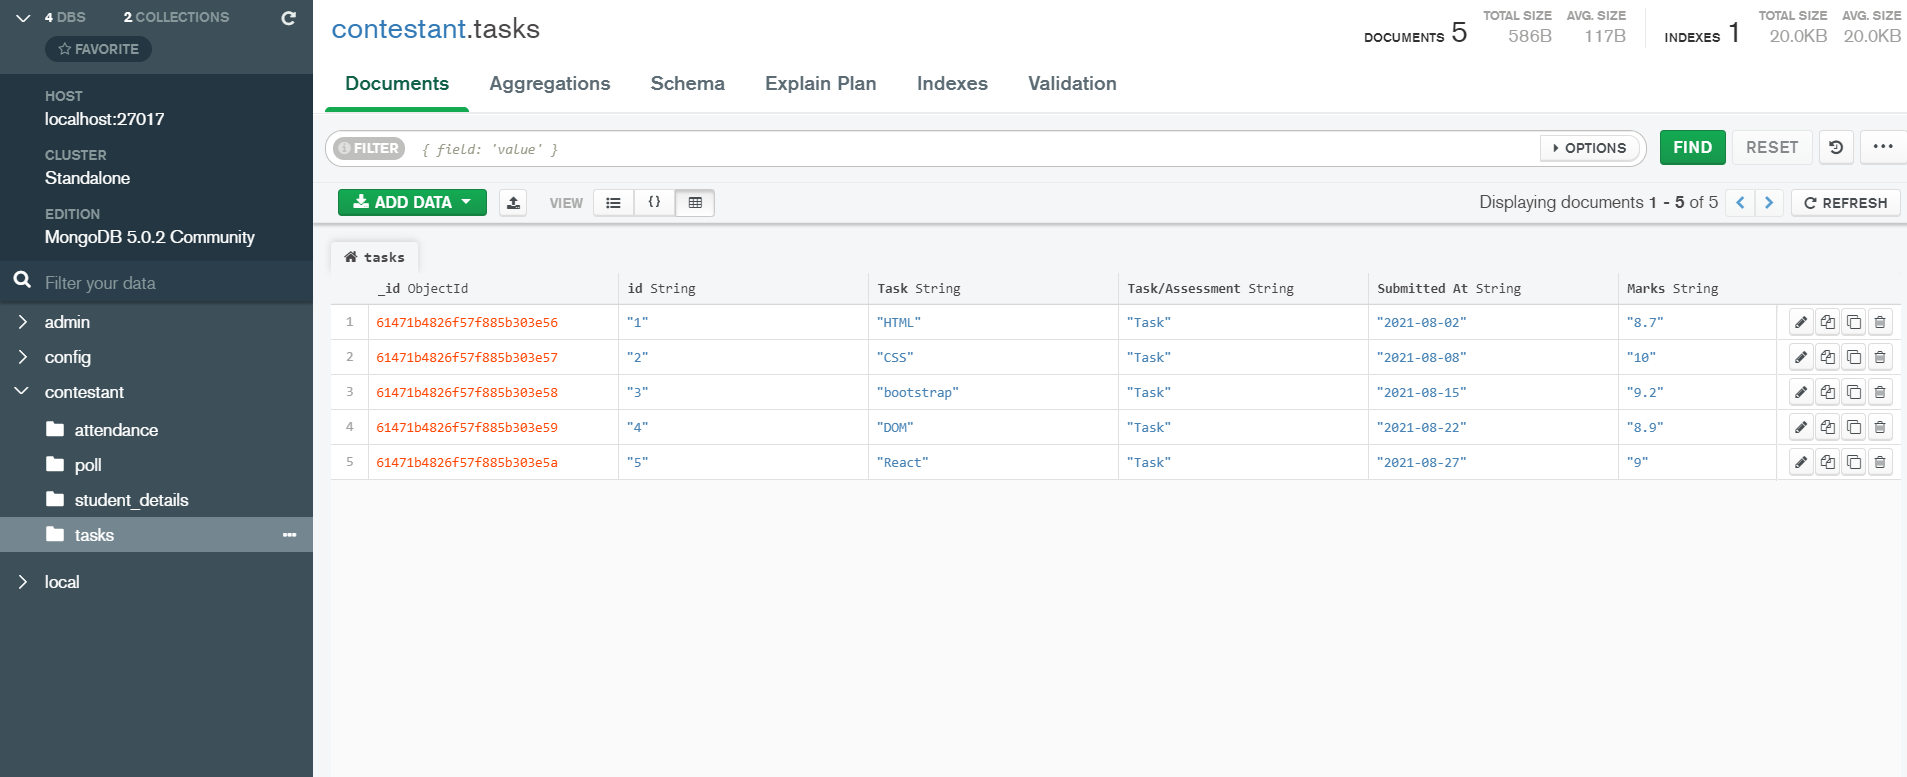 4 DBS 2 COLLECTIONS
FAVORITE
HOST
localhost:27017
CLUSTER
Standalone
EDITION
MongoDB 5.0.2 Community
Filter your data
admin
config
contestant
attendance
poll
student_details
tasks
local
contestant.tasks
DOCUMENTS 5 TOTAL SIZE 586B AVG. SIZE 117B INDEXES 1 TOTAL SIZE 20.0KB AVG. SIZE 20.0KB
Documents Aggregations Schema Explain Plan Indexes Validation
FILTER { field: 'value' } OPTIONS FIND RESET ...
ADD DATA VIEW { } Displaying documents 1 - 5 of 5 REFRESH
tasks
_id ObjectId id String Task String Task/Assessment String Submitted At String Marks String
1 61471b4826f57f885b303e56 "1" "HTML" "Task" "2021-08-02" "8.7"
2 61471b4826f57f885b303e57 "2" "CSS" "Task" "2021-08-08" "10"
3 61471b4826f57f885b303e58 "3" "bootstrap" "Task" "2021-08-15" "9.2"
4 61471b4826f57f885b303e59 "4" "DOM" "Task" "2021-08-22" "8.9"
5 61471b4826f57f885b303e5a "5" "React" "Task" "2021-08-27" "9"